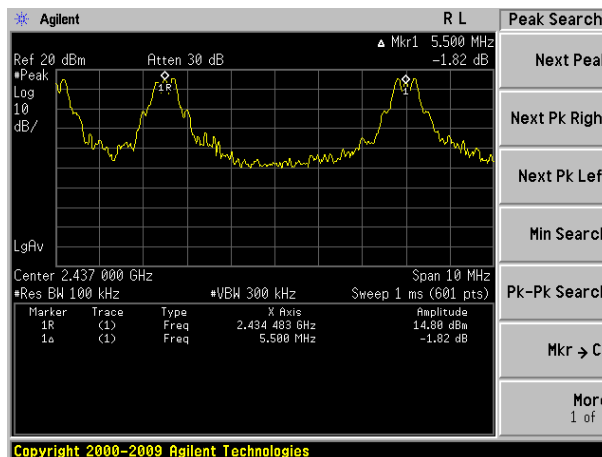 Agilent R L Peak Search
Δ Mkr1 5.500 MHz
Ref 20 dBm Atten 30 dB -1.82 dB
#Peak
Log
10
dB/
1R
1
LgAv
Center 2.437 000 GHz Span 10 MHz
#Res BW 100 kHz #VBW 300 kHz Sweep 1 ms (601 pts)
Marker Trace Type X Axis Amplitude
1R (1) Freq 2.434 483 GHz 14.80 dBm
1Δ (1) Freq 5.500 MHz -1.82 dB
Next Peak
Next Pk Righ
Next Pk Lef
Min Searc
Pk-Pk Searc
Mkr → C
More
1 of
Copyright 2000-2009 Agilent Technologies